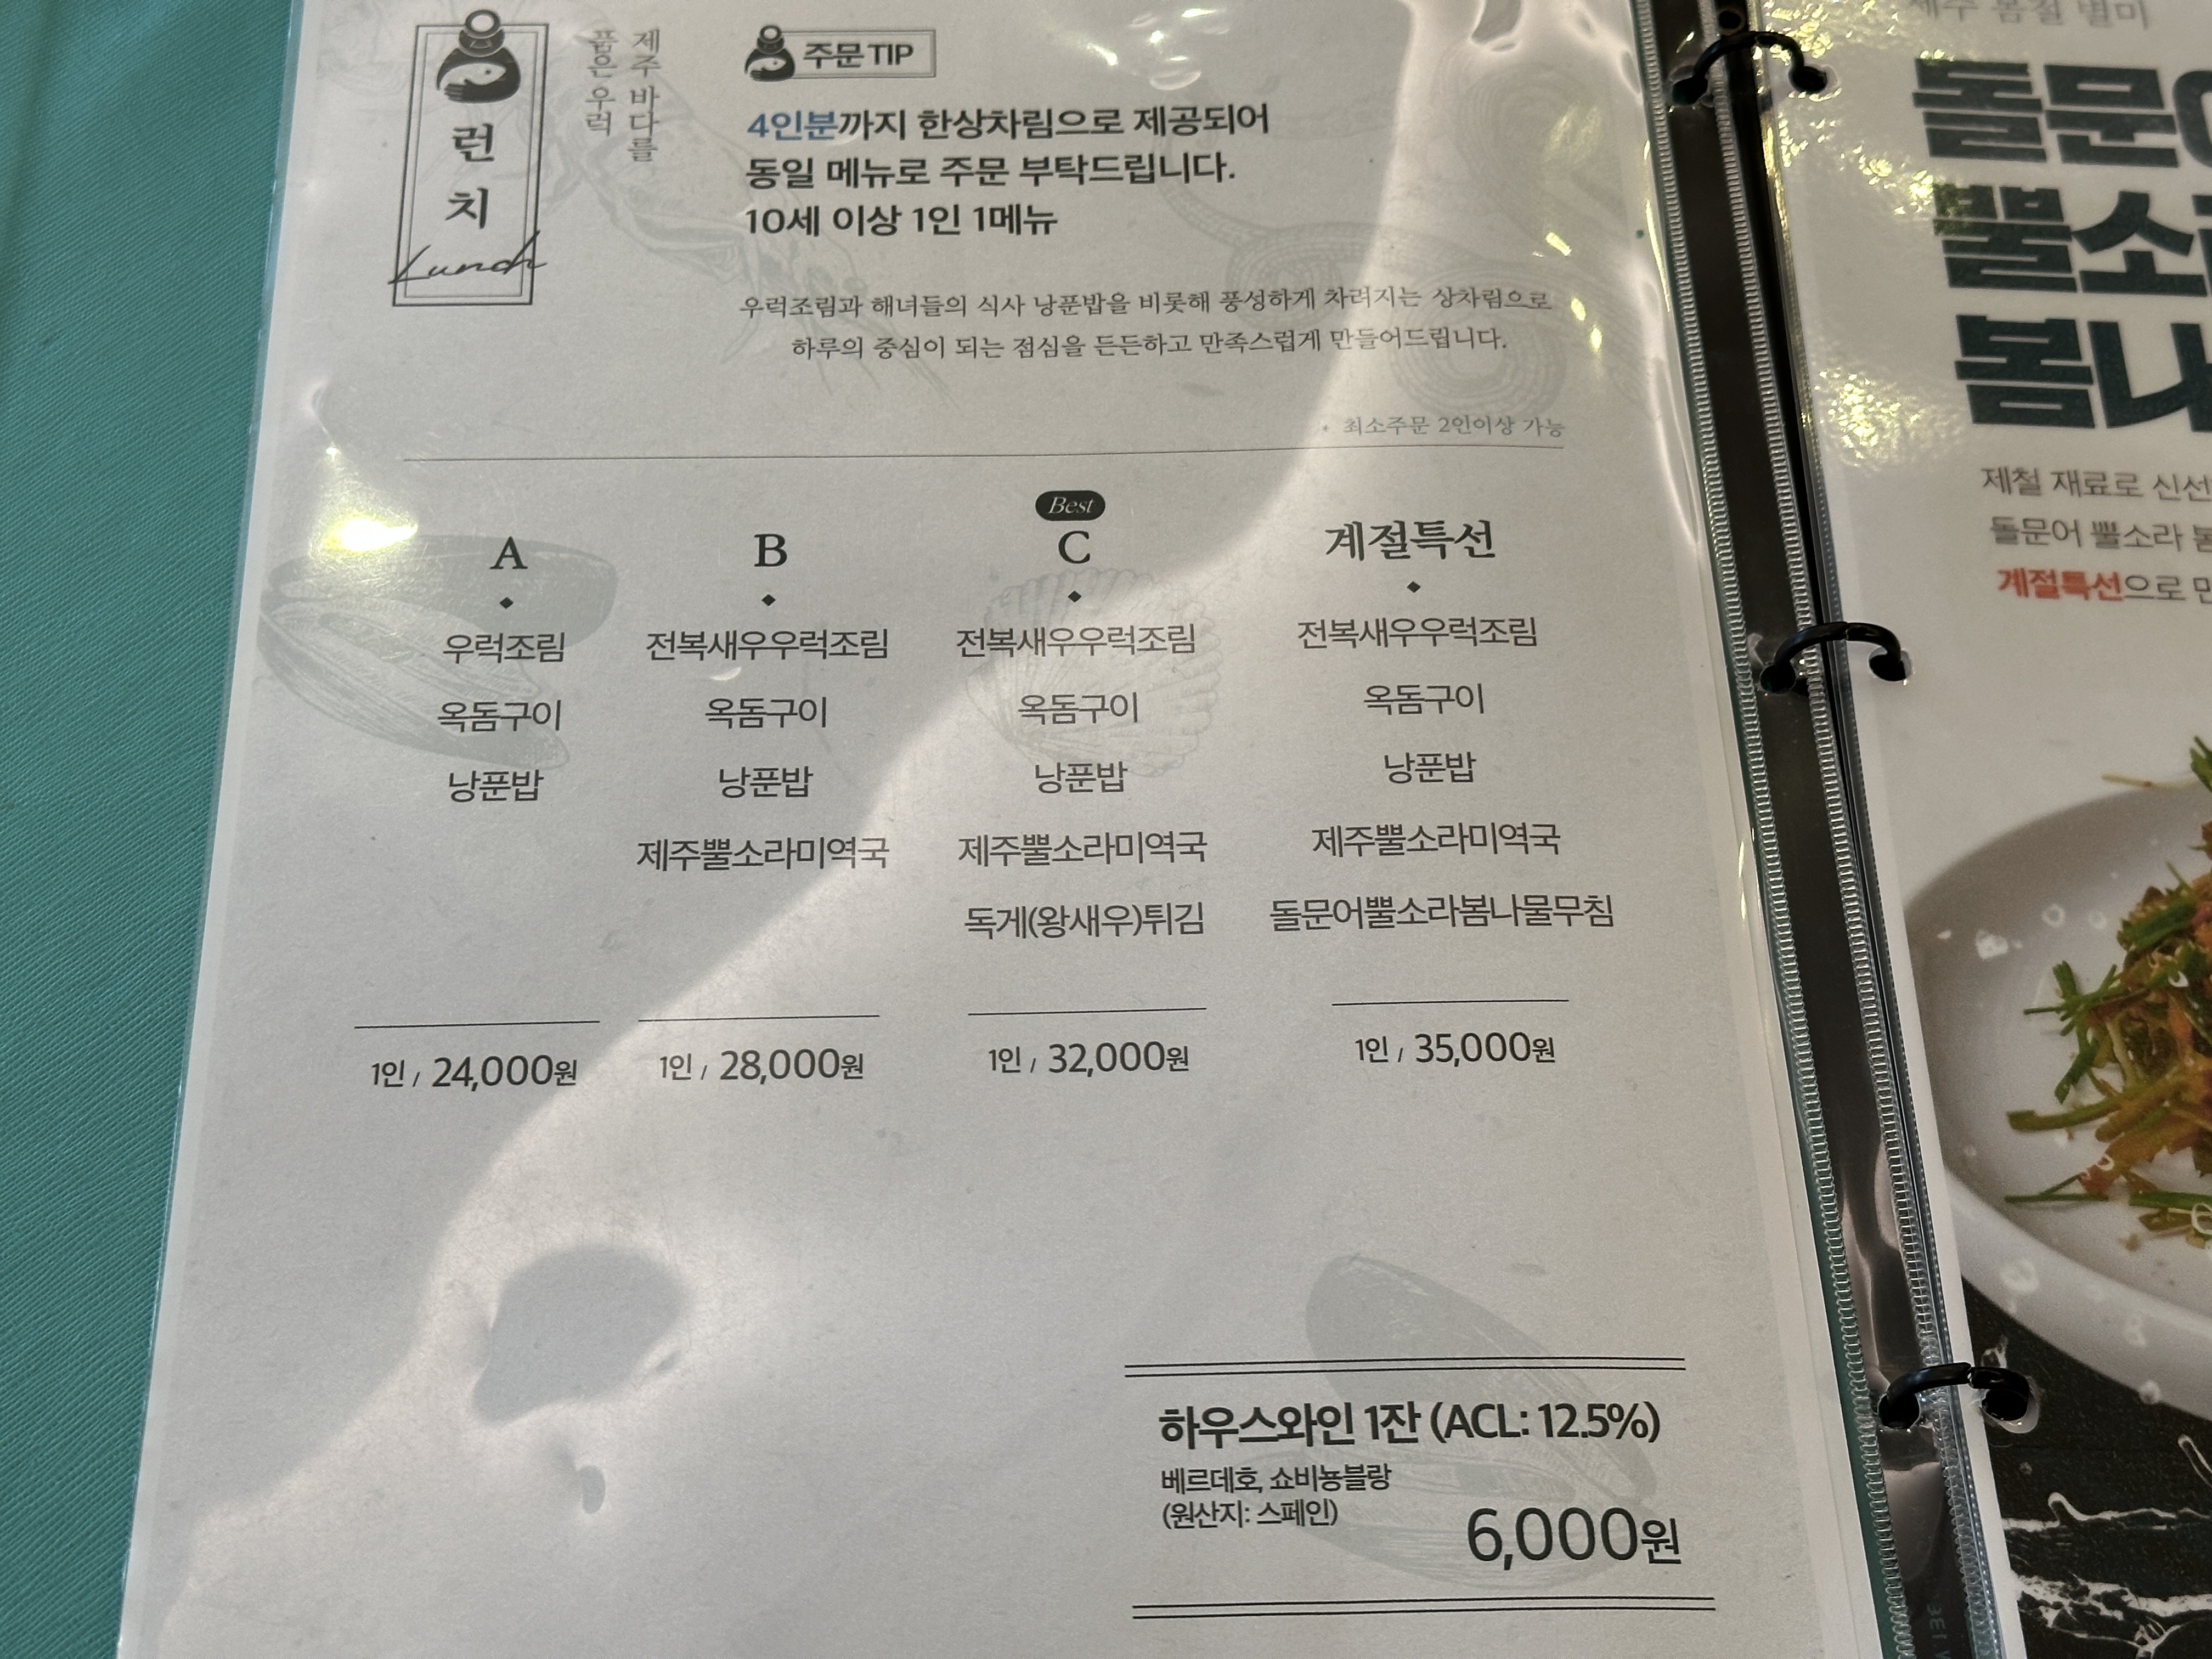 런치
Lunch
제주바다를
품은우럭
주문 TIP
4인분까지 한상차림으로 제공되어
동일 메뉴로 주문 부탁드립니다.
10세 이상 1인 1메뉴
우럭조림과 해녀들의 식사 낭푼밥을 비롯해 풍성하게 차려지는 상차림으로
하루의 중심이 되는 점심을 든든하고 만족스럽게 만들어드립니다.
* 최소주문 2인이상 가능
A
우럭조림
옥돔구이
낭푼밥
1인 / 24,000원
B
전복새우우럭조림
옥돔구이
낭푼밥
제주뿔소라미역국
1인 / 28,000원
Best
C
전복새우우럭조림
옥돔구이
낭푼밥
제주뿔소라미역국
독게(왕새우)튀김
1인 / 32,000원
계절특선
전복새우우럭조림
옥돔구이
낭푼밥
제주뿔소라미역국
돌문어뿔소라봄나물무침
1인 / 35,000원
하우스와인 1잔 (ACL: 12.5%)
베르데호, 쇼비뇽블랑
(원산지: 스페인)
6,000원
제주 봄철 별미
돌문
뿔소
봄나
제철 재료로 신선
돌문어 뿔소라
계절특선으로